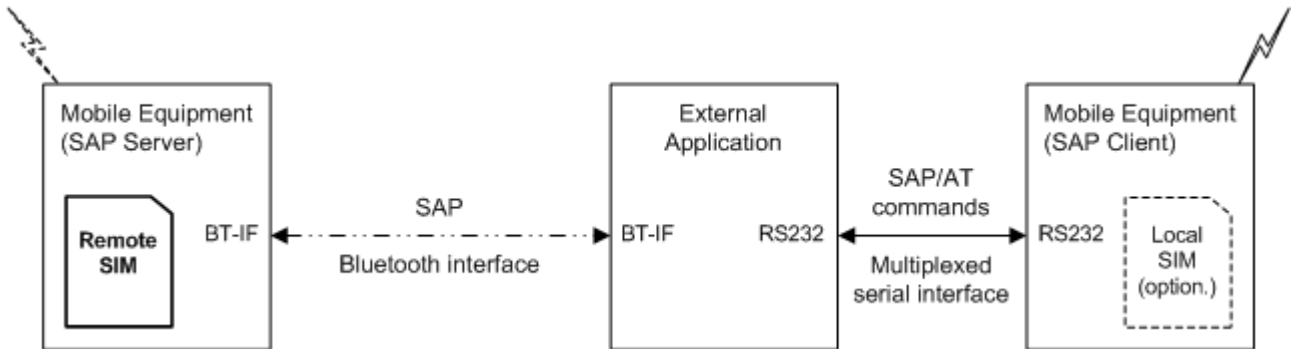 Mobile Equipment
(SAP Server)
Remote
SIM
BT-IF
SAP
Bluetooth interface
External
Application
BT-IF
RS232
SAP/AT
commands
Multiplexed
serial interface
Mobile Equipment
(SAP Client)
RS232
Local
SIM
(option.)